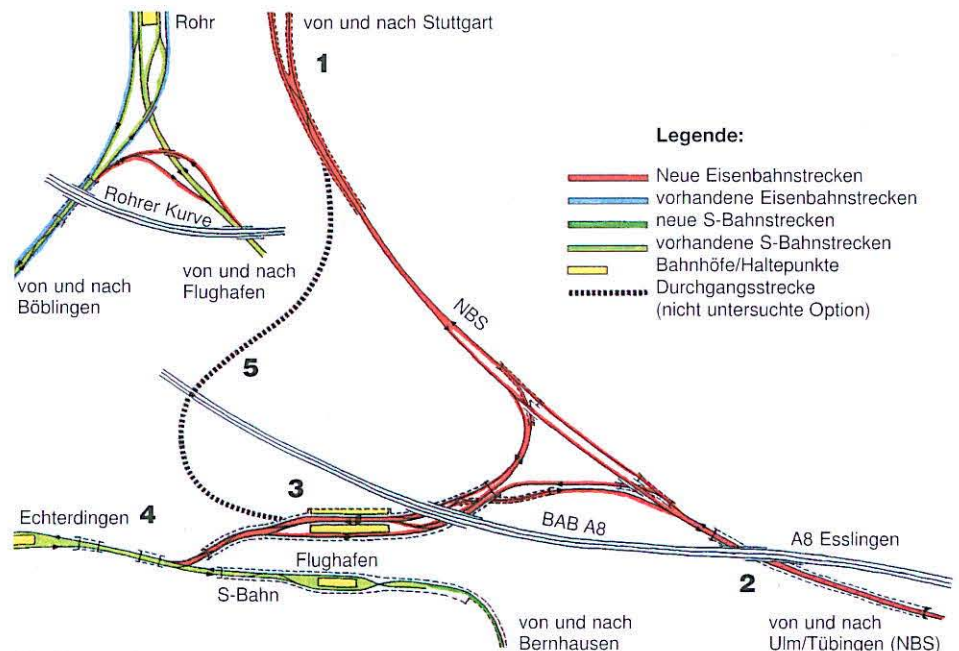 Rohr
von und nach Stuttgart
1
Legende:
Neue Eisenbahnstrecken
vorhandene Eisenbahnstrecken
neue S-Bahnstrecken
vorhandene S-Bahnstrecken
Bahnhöfe/Haltepunkte
Durchgangsstrecke
(nicht untersuchte Option)
Rohrer Kurve
von und nach
Böblingen
von und nach
Flughafen
NBS
5
3
4
Echterdingen
Flughafen
BAB A8
A8 Esslingen
2
S-Bahn
von und nach
Bernhausen
von und nach
Ulm/Tübingen (NBS)